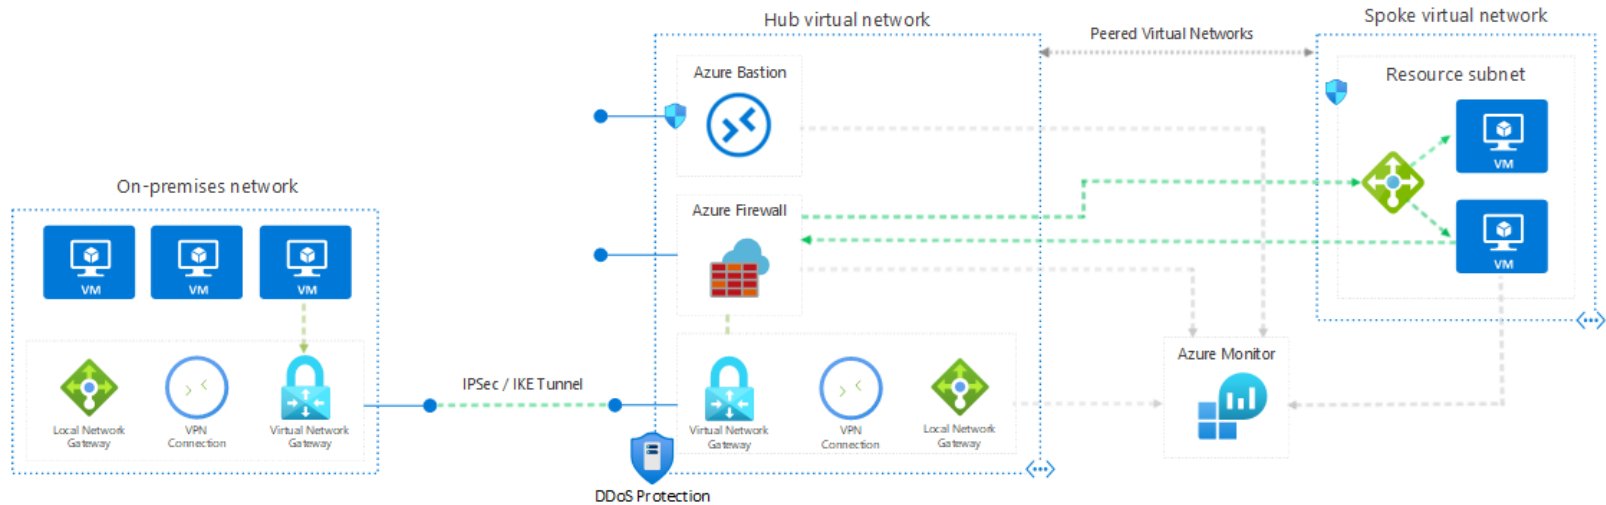 Hub virtual network
Spoke virtual network
Peered Virtual Networks
Azure Bastion
Resource subnet
VM
On-premises network
Azure Firewall
VM
VM
VM
VM
Azure Monitor
IPSec / IKE Tunnel
Local Network
Gateway
VPN
Connection
Virtual Network
Gateway
Virtual Network
Gateway
VPN
Connection
Local Network
Gateway
DDoS Protection